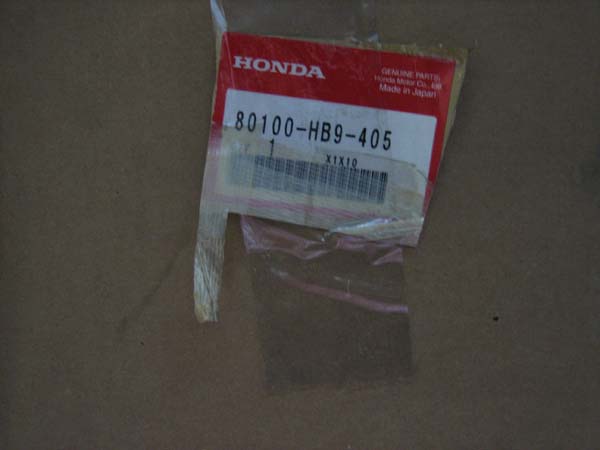 HONDA
GENUINE PARTS
Honda Motor Co., Ltd.
Made in Japan
80100-HB9-405
1
X1X10